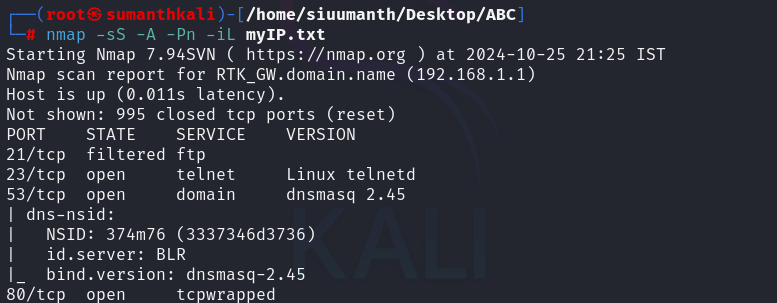 ┌──(root㉿sumanthkali)-[/home/siuumanth/Desktop/ABC]
└─# nmap -sS -A -Pn -iL myIP.txt
Starting Nmap 7.94SVN ( https://nmap.org ) at 2024-10-25 21:25 IST
Nmap scan report for RTK_GW.domain.name (192.168.1.1)
Host is up (0.011s latency).
Not shown: 995 closed tcp ports (reset)
PORT   STATE    SERVICE    VERSION
21/tcp filtered ftp
23/tcp open     telnet     Linux telnetd
53/tcp open     domain     dnsmasq 2.45
| dns-nsid:
|   NSID: 374m76 (3337346d3736)
|   id.server: BLR
|_  bind.version: dnsmasq-2.45
80/tcp open     tcpwrapped
KALI